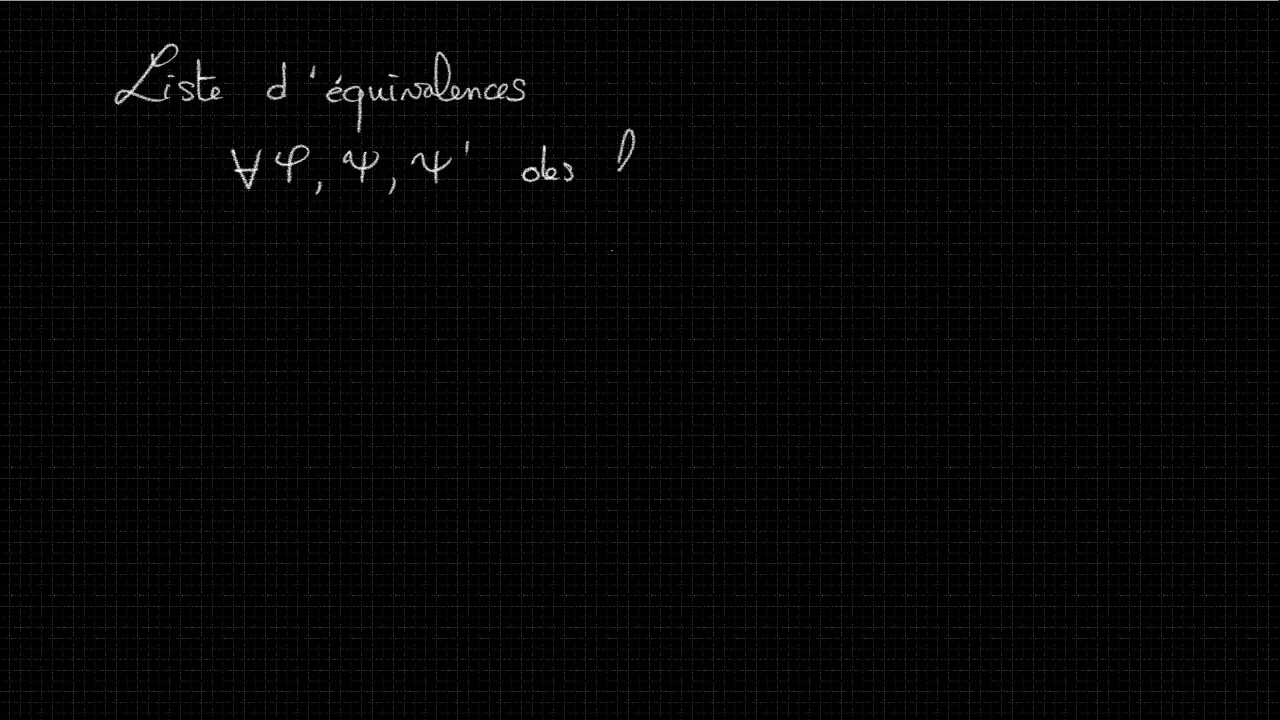 Liste d'équivalences
∀φ, ψ, ψ' des